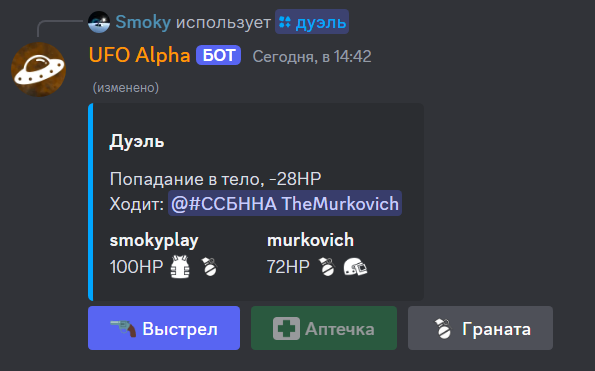 Smoky использует дуэль
UFO Alpha БОТ Сегодня, в 14:42
(изменено)
Дуэль
Попадание в тело, -28HP
Ходит: @#ССБННА TheMurkovich
smokyplay murkovich
100HP 72HP
Выстрел Аптечка Граната